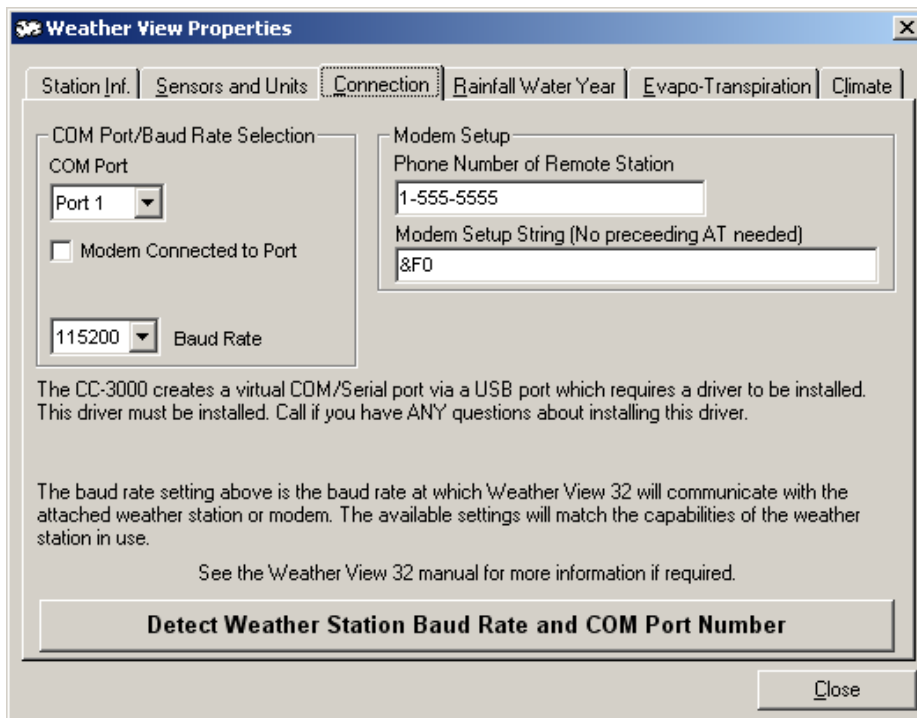 Weather View Properties
Station Inf. Sensors and Units Connection Rainfall Water Year Evapo-Transpiration Climate
COM Port/Baud Rate Selection
COM Port
Port 1
Modem Connected to Port
115200 Baud Rate
Modem Setup
Phone Number of Remote Station
1-555-5555
Modem Setup String (No preceeding AT needed)
&F0
The CC-3000 creates a virtual COM/Serial port via a USB port which requires a driver to be installed.
This driver must be installed. Call if you have ANY questions about installing this driver.
The baud rate setting above is the baud rate at which Weather View 32 will communicate with the
attached weather station or modem. The available settings will match the capabilities of the weather
station in use.
See the Weather View 32 manual for more information if required.
Detect Weather Station Baud Rate and COM Port Number
Close